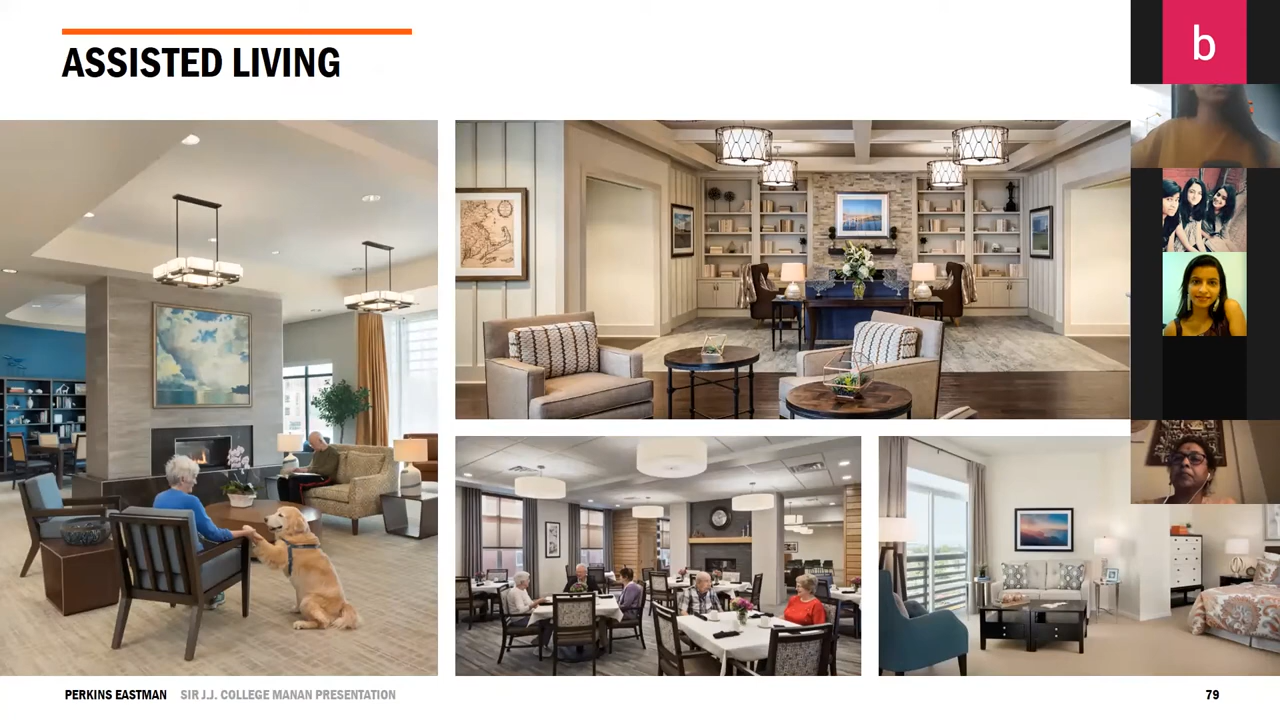 ASSISTED LIVING
b
PERKINS EASTMAN SIR J.J. COLLEGE MANAN PRESENTATION
79